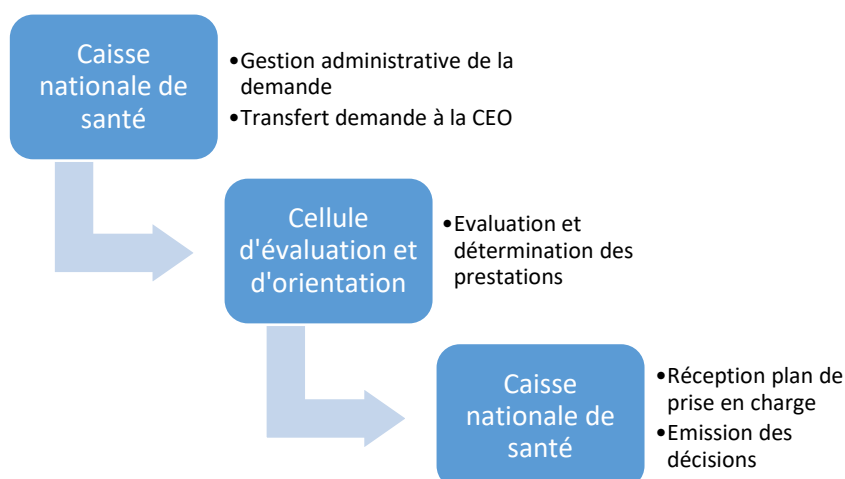 Caisse
nationale de
santé
•Gestion administrative de la
demande
•Transfert demande à la CEO
Cellule
d'évaluation et
d'orientation
•Evaluation et
détermination des
prestations
Caisse
nationale de
santé
•Réception plan de
prise en charge
•Emission des
décisions